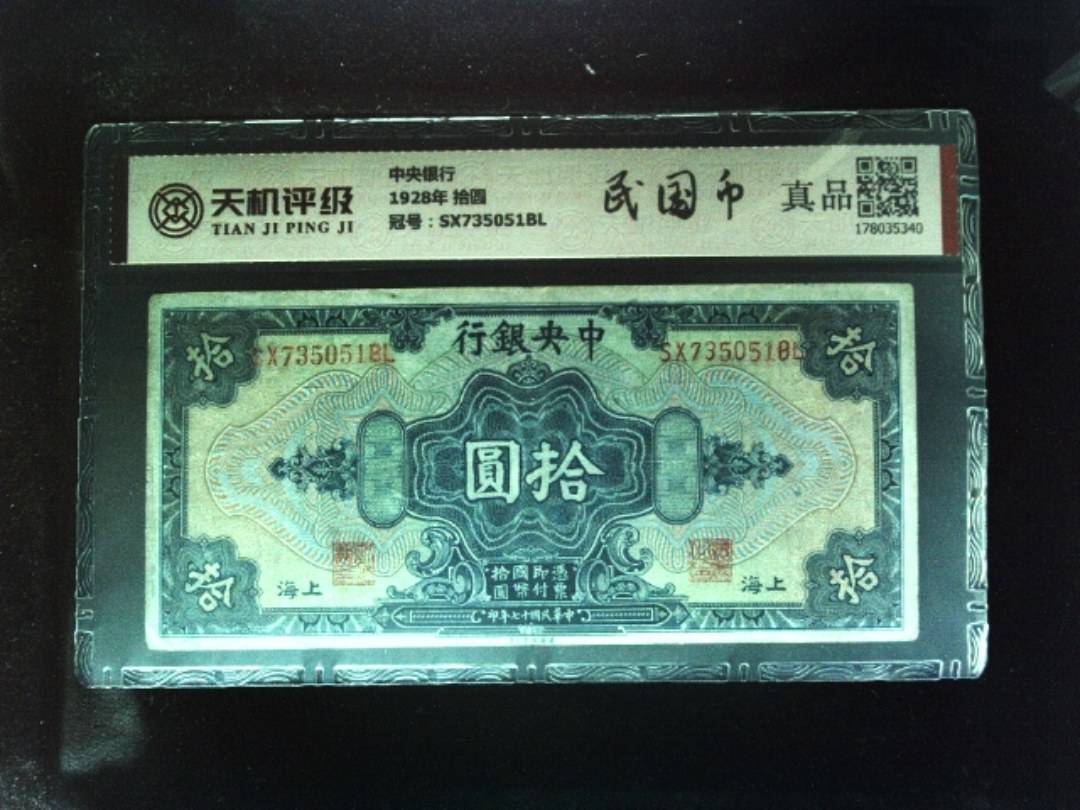 天机评级
TIAN JI PING JI
中央银行
1928年 拾圆
冠号：SX735051BL
民国币
真品
178035340
行銀央中
拾
拾
SX735051BL
SX735051BL
圓拾
拾
拾
海上
海上
拾國即憑
圓幣付票
印年七十國民華中